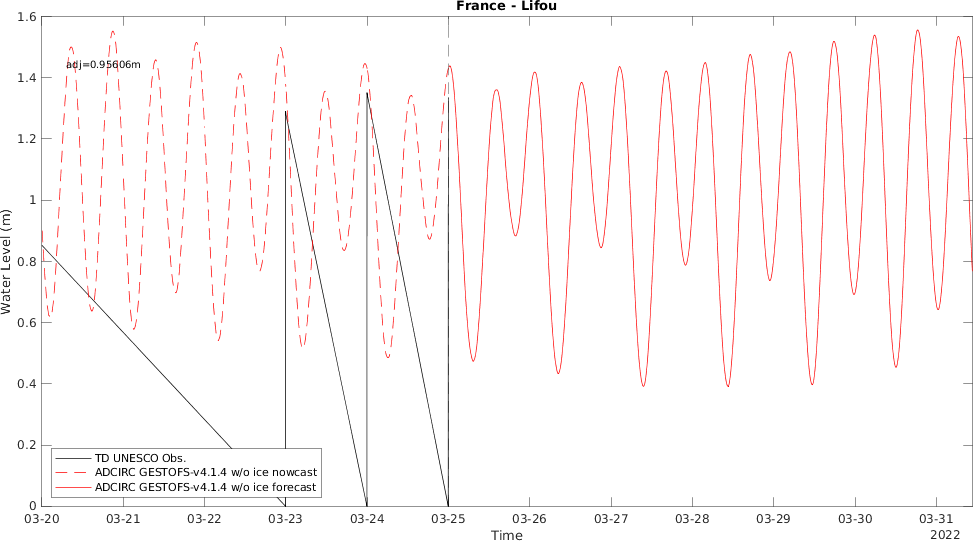 France - Lifou
adj=0.95606m
Water Level (m)
1.6
1.4
1.2
1
0.8
0.6
0.4
0.2
0
TD UNESCO Obs.
ADCIRC GESTOFS-v4.1.4 w/o ice nowcast
ADCIRC GESTOFS-v4.1.4 w/o ice forecast
03-20 03-21 03-22 03-23 03-24 03-25 03-26 03-27 03-28 03-29 03-30 03-31
2022
Time